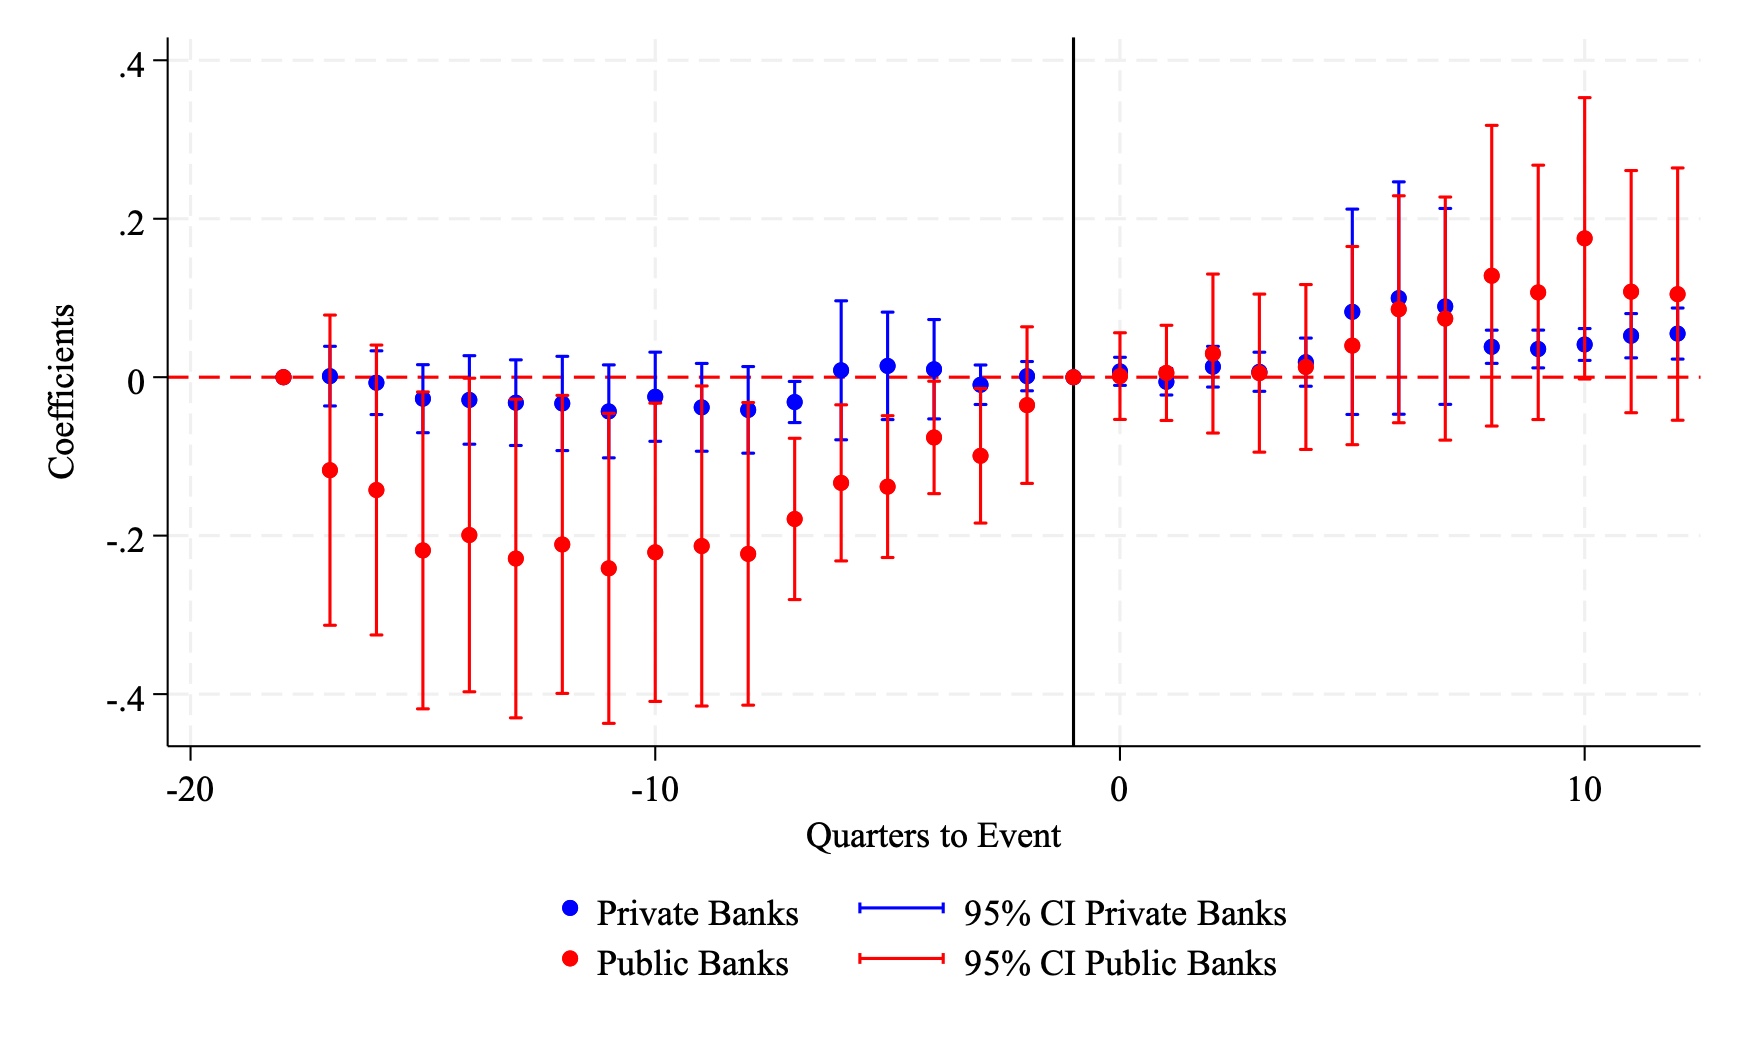 .4
.2
0
-.2
-.4
Coefficients
-20
-10
0
10
Quarters to Event
Private Banks
95% CI Private Banks
Public Banks
95% CI Public Banks